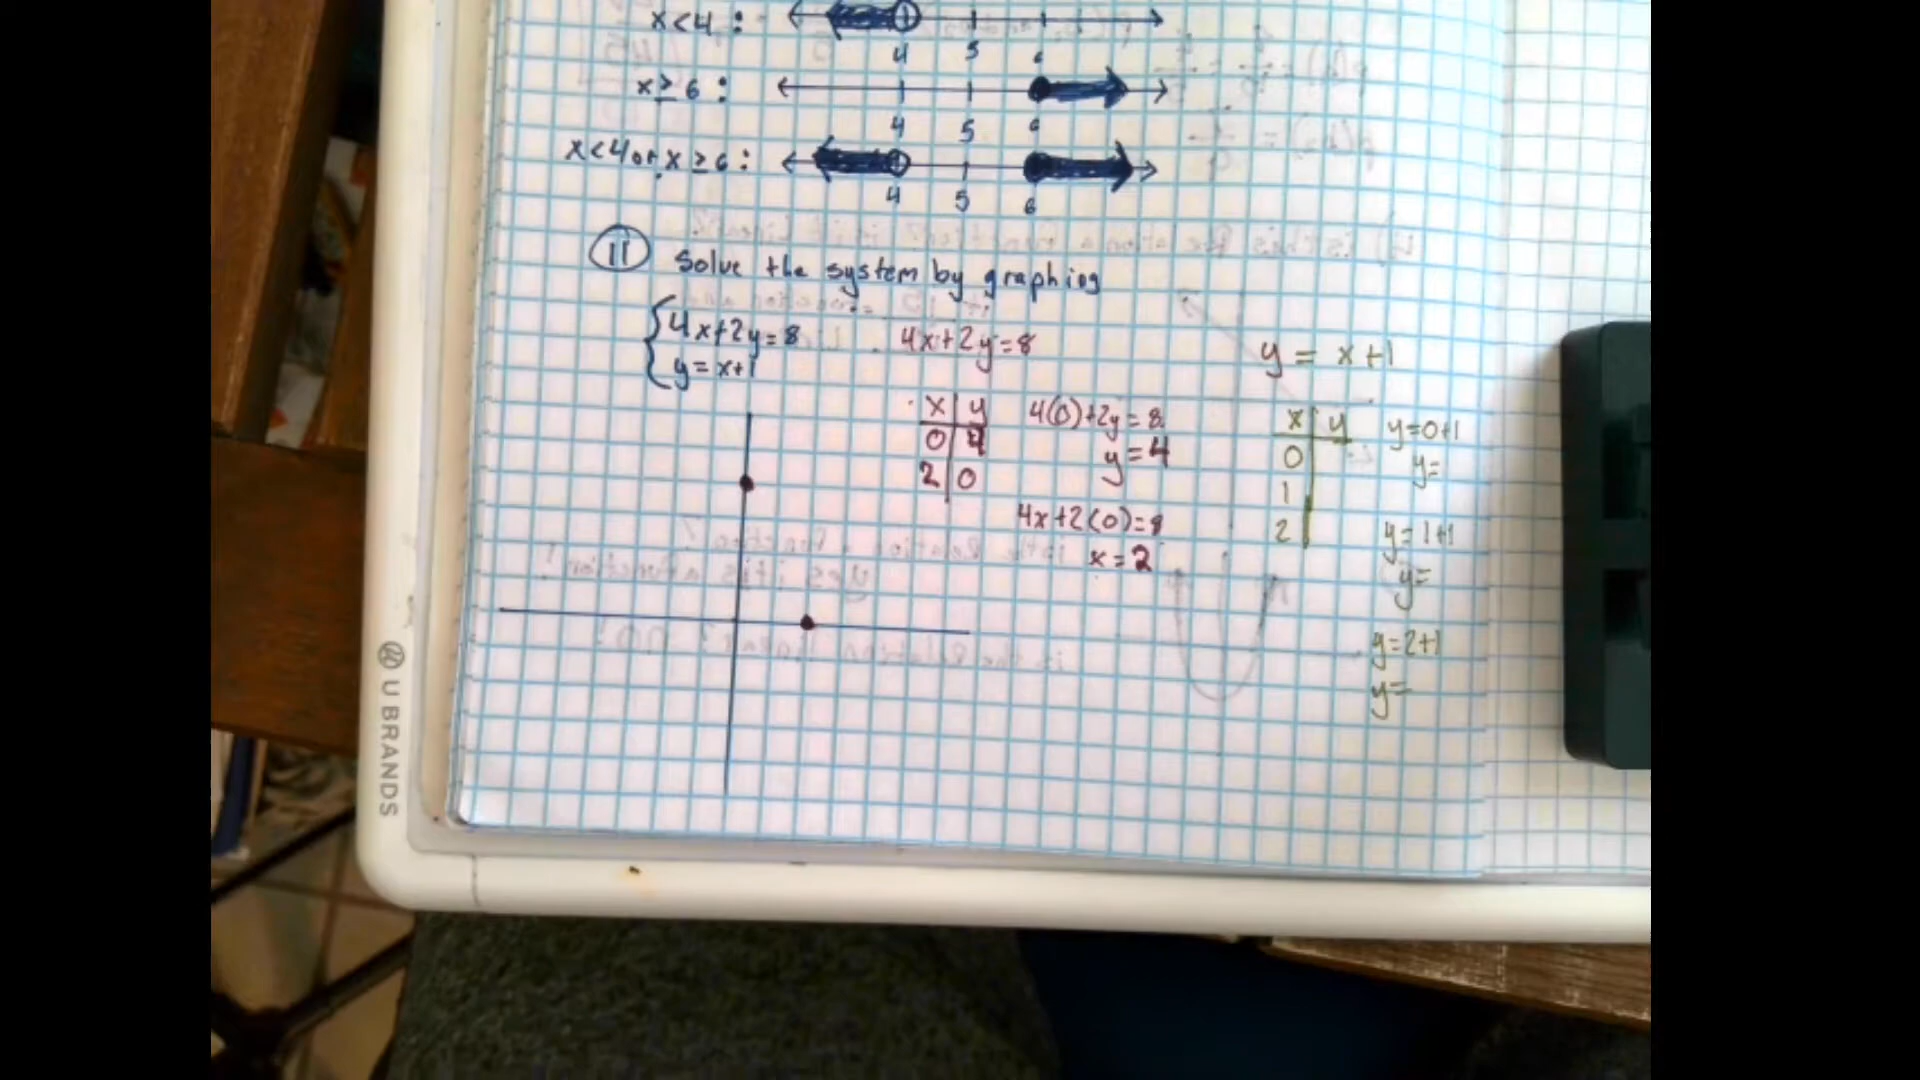 x<4:
4 5 6
x≥6:
4 5 6
x<4 or x≥6:
4 5 6
11 Solve the system by graphing
4x+2y=8
y=x+1
4x+2y=8
x y
0 4
2 0
4(0)+2y=8
y=4
4x+2(0)=8
x=2
y = x+1
x y
0
1
2
y=0+1
y=
y=1+1
y=
y=2+1
y=
U BRANDS